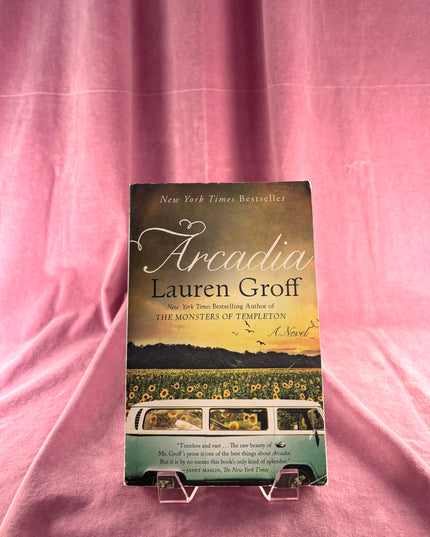 New York Times Bestseller
Arcadia
Lauren Groff
New York Times Bestselling Author of
THE MONSTERS OF TEMPLETON
A Novel
"Timeless and vast . . . The raw beauty of
Ms. Groff's prose is one of the best things about Arcadia.
But it is by no means this book's only kind of splendor."
—JANET MASLIN, The New York Times